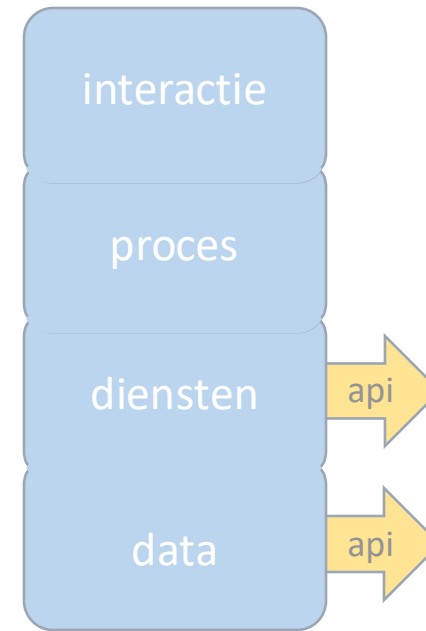 interactie
proces
diensten
api
data
api